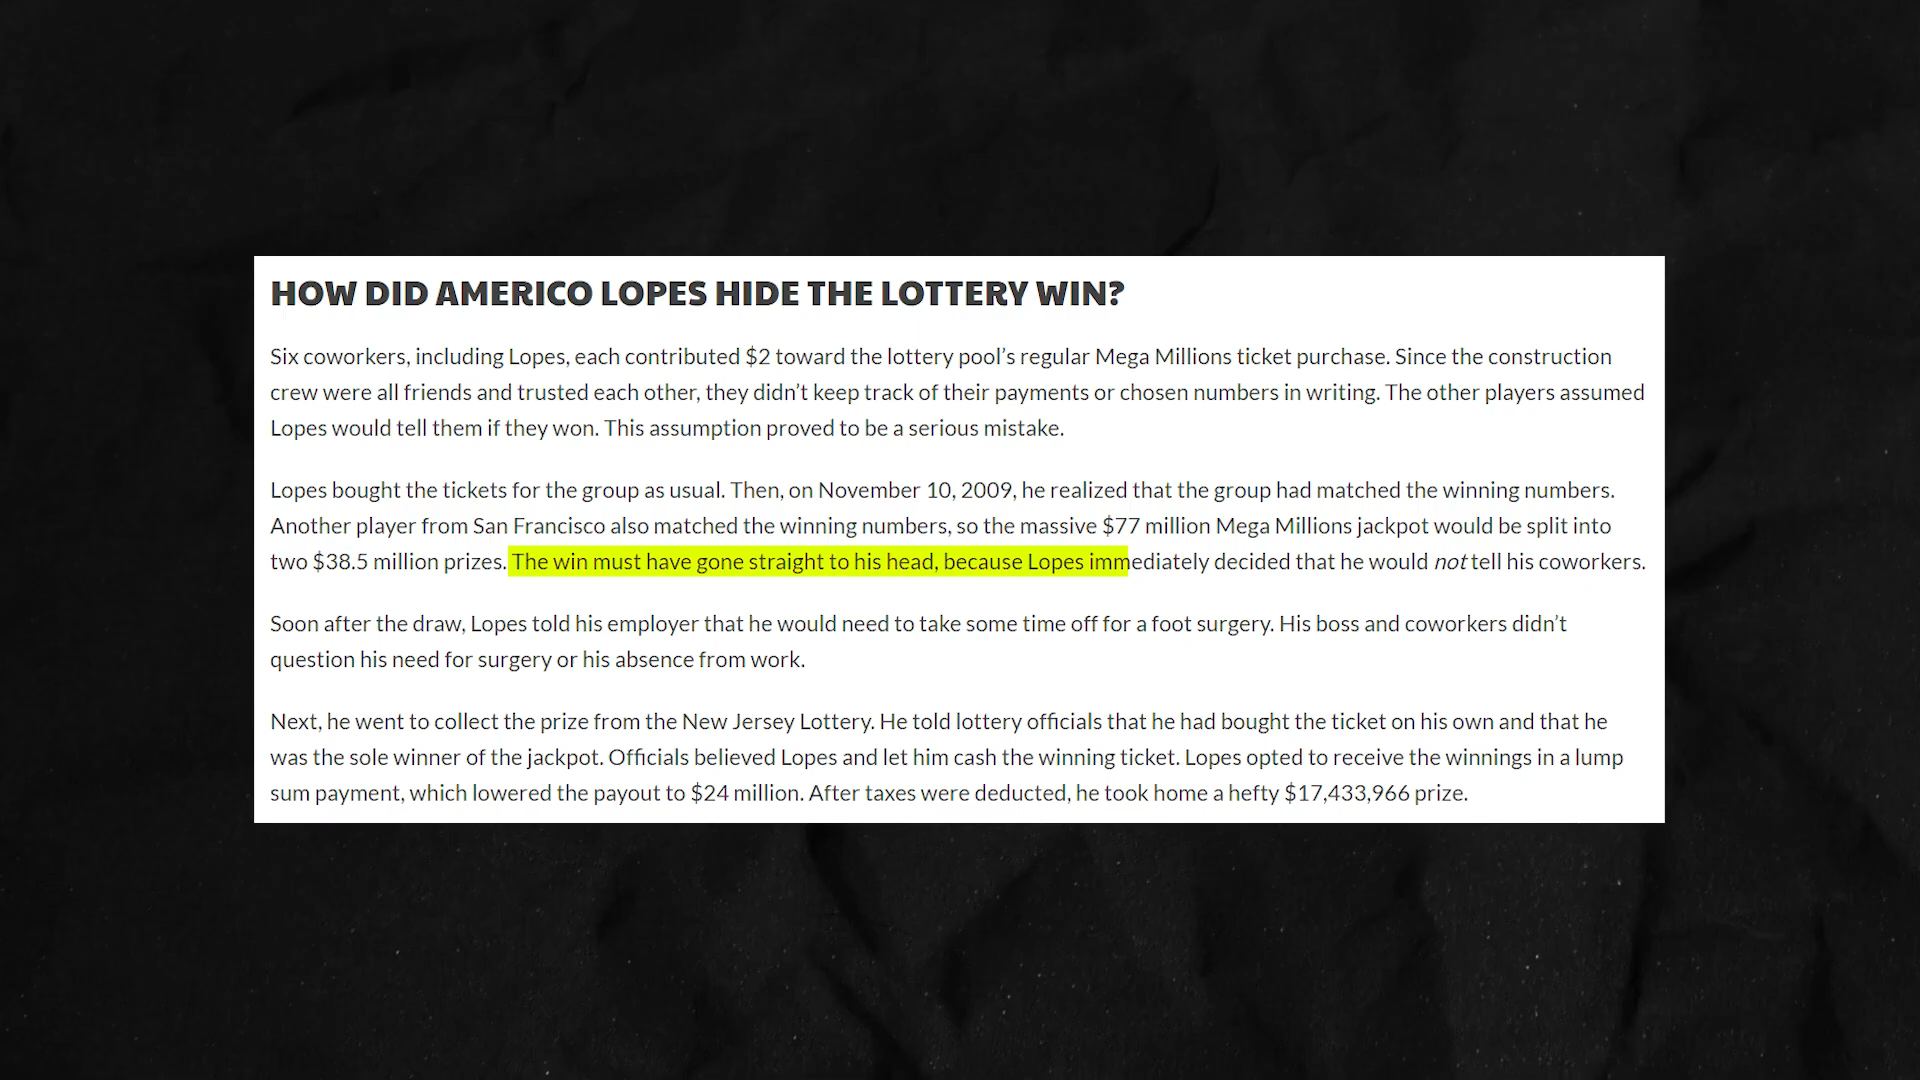 HOW DID AMERICO LOPES HIDE THE LOTTERY WIN?
Six coworkers, including Lopes, each contributed $2 toward the lottery pool’s regular Mega Millions ticket purchase. Since the construction
crew were all friends and trusted each other, they didn’t keep track of their payments or chosen numbers in writing. The other players assumed
Lopes would tell them if they won. This assumption proved to be a serious mistake.
Lopes bought the tickets for the group as usual. Then, on November 10, 2009, he realized that the group had matched the winning numbers.
Another player from San Francisco also matched the winning numbers, so the massive $77 million Mega Millions jackpot would be split into
two $38.5 million prizes. The win must have gone straight to his head, because Lopes immediately decided that he would not tell his coworkers.
Soon after the draw, Lopes told his employer that he would need to take some time off for a foot surgery. His boss and coworkers didn’t
question his need for surgery or his absence from work.
Next, he went to collect the prize from the New Jersey Lottery. He told lottery officials that he had bought the ticket on his own and that he
was the sole winner of the jackpot. Officials believed Lopes and let him cash the winning ticket. Lopes opted to receive the winnings in a lump
sum payment, which lowered the payout to $24 million. After taxes were deducted, he took home a hefty $17,433,966 prize.